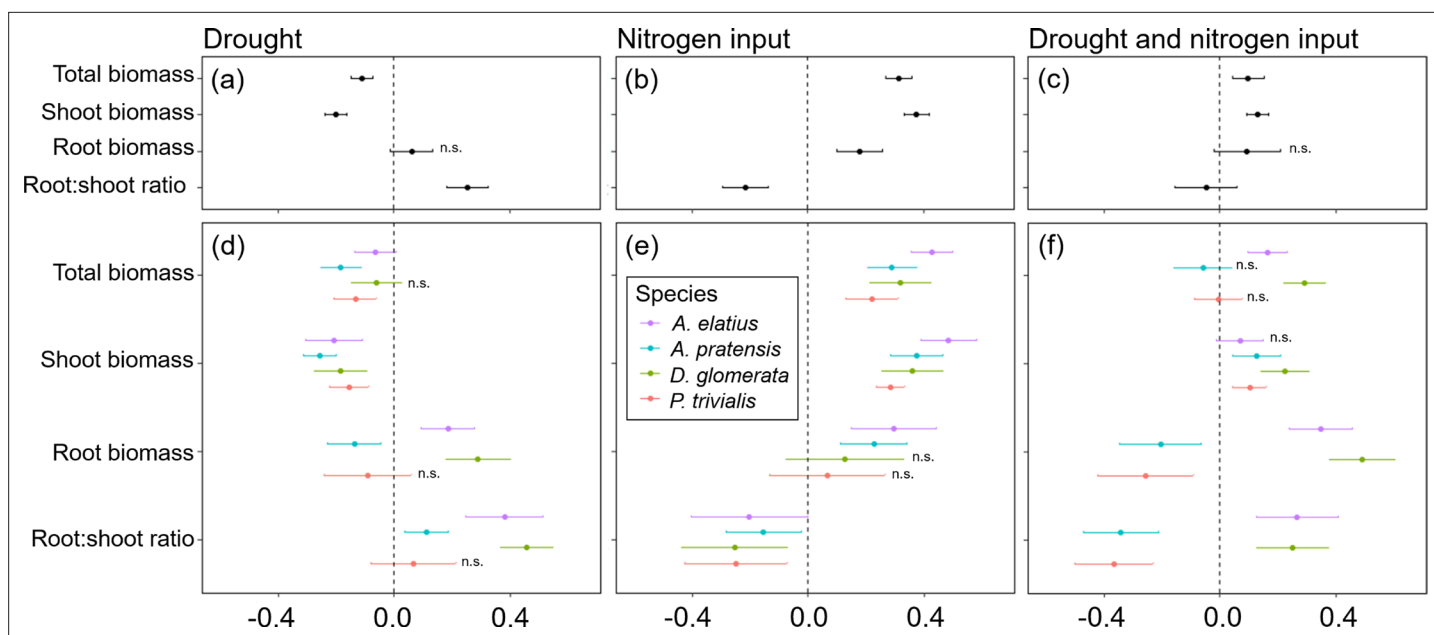 Drought
Nitrogen input
Drought and nitrogen input
(a)
(b)
(c)
Total biomass
Shoot biomass
Root biomass
n.s.
n.s.
Root:shoot ratio
(d)
(e)
(f)
Total biomass
n.s.
n.s.
n.s.
Species
A. elatius
A. pratensis
D. glomerata
P. trivialis
Shoot biomass
n.s.
Root biomass
n.s.
n.s.
n.s.
Root:shoot ratio
n.s.
-0.4 0.0 0.4
-0.4 0.0 0.4
-0.4 0.0 0.4